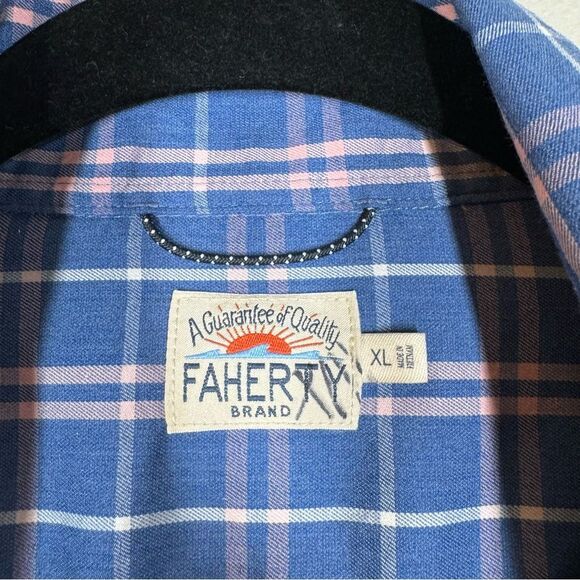 A Guarantee of Quality
FAHERTY
BRAND
XL
MADE IN
VIETNAM